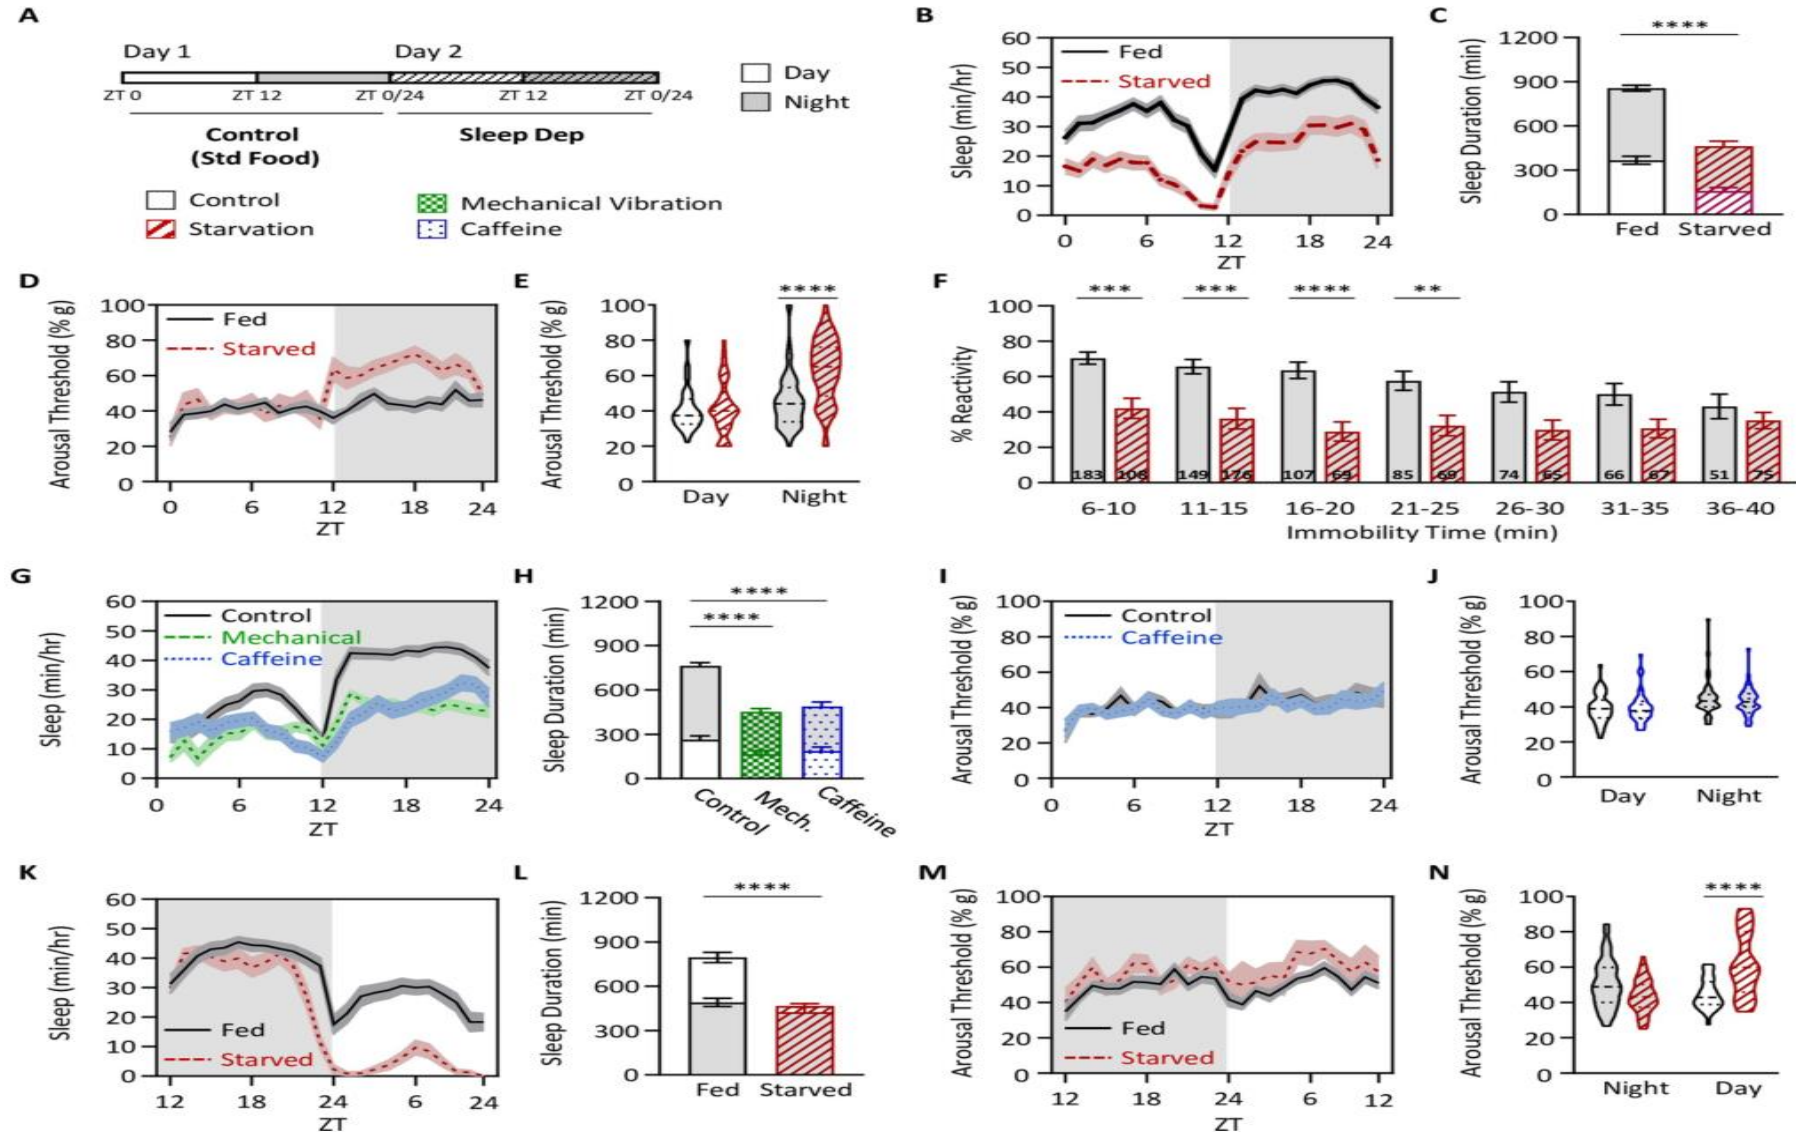 A
Day 1
Day 2
ZT 0
ZT 12
ZT 0/24
ZT 12
ZT 0/24
Control
(Std Food)
Sleep Dep
Day
Night
Control
Starvation
Mechanical Vibration
Caffeine
B
Sleep (min/hr)
60
50
40
30
20
10
0
Fed
Starved
0
6
12
18
24
ZT
C
Sleep Duration (min)
1200
900
600
300
0
****
Fed
Starved
D
Arousal Threshold (% g)
100
80
60
40
20
0
Fed
Starved
0
6
12
18
24
ZT
E
Arousal Threshold (% g)
100
80
60
40
20
0
****
Day
Night
F
% Reactivity
100
80
60
40
20
0
***
***
****
**
183
108
149
176
107
69
85
69
74
65
66
67
51
75
6-10
11-15
16-20
21-25
26-30
31-35
36-40
Immobility Time (min)
G
Sleep (min/hr)
60
50
40
30
20
10
0
Control
Mechanical
Caffeine
0
6
12
18
24
ZT
H
Sleep Duration (min)
1200
900
600
300
0
****
****
Control
Mech.
Caffeine
I
Arousal Threshold (% g)
100
80
60
40
20
0
Control
Caffeine
0
6
12
18
24
ZT
J
Arousal Threshold (% g)
100
80
60
40
20
0
Day
Night
K
Sleep (min/hr)
60
50
40
30
20
10
0
Fed
Starved
12
18
24
6
24
ZT
L
Sleep Duration (min)
1200
900
600
300
0
****
Fed
Starved
M
Arousal Threshold (% g)
100
80
60
40
20
0
Fed
Starved
12
18
24
6
12
ZT
N
Arousal Threshold (% g)
100
80
60
40
20
0
****
Night
Day